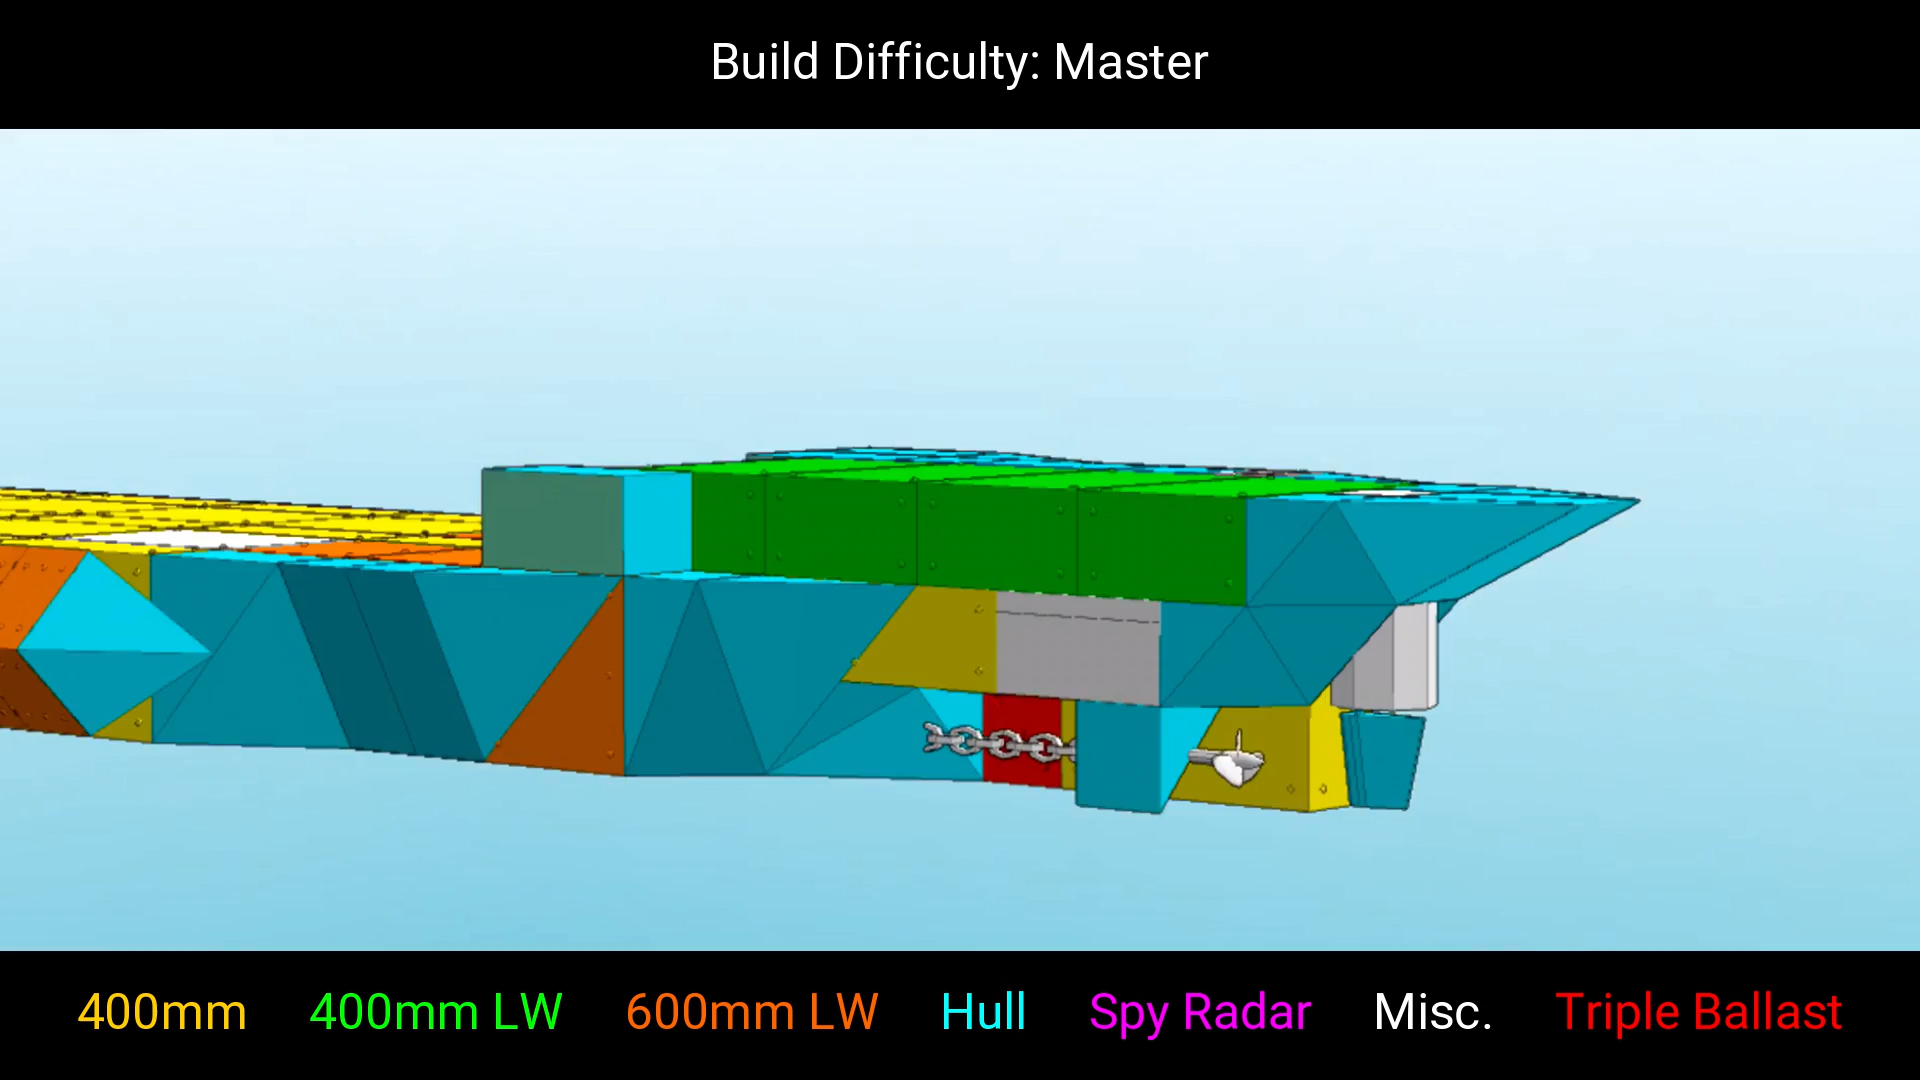 Build Difficulty: Master
400mm 400mm LW 600mm LW Hull Spy Radar Misc. Triple Ballast